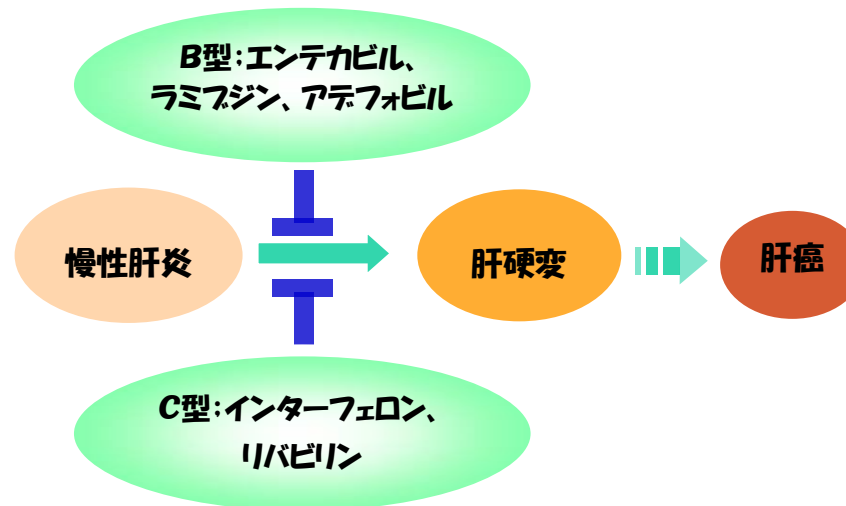 B型：エンテカビル、
ラミブジン、アデフォビル
慢性肝炎
肝硬変
肝癌
C型：インターフェロン、
リバビリン